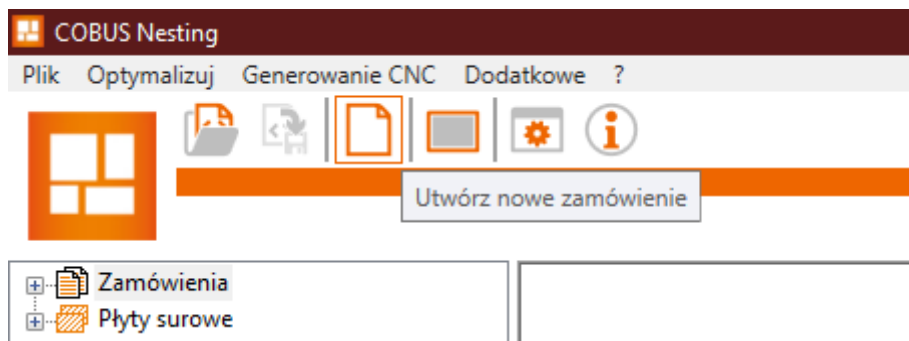 COBUS Nesting
Plik Optymalizuj Generowanie CNC Dodatkowe ?
Utwórz nowe zamówienie
Zamówienia
Płyty surowe